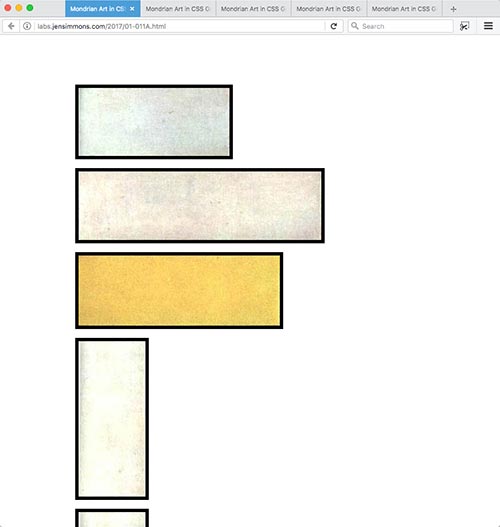 Mondrian Art in CS Mondrian Art in CSS G Mondrian Art in CSS G Mondrian Art in CSS G Mondrian Art in CSS G
labs.jensimmons.com/2017/01-011A.html Search